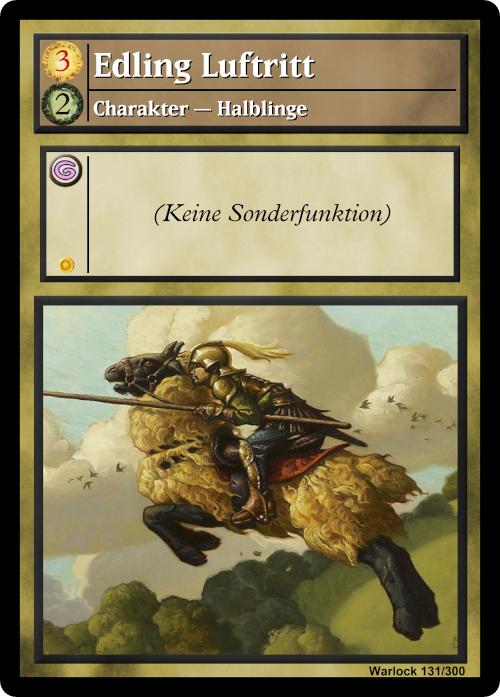 3 Edling Luftritt
2 Charakter — Halblinge
(Keine Sonderfunktion)
Warlock 131/300